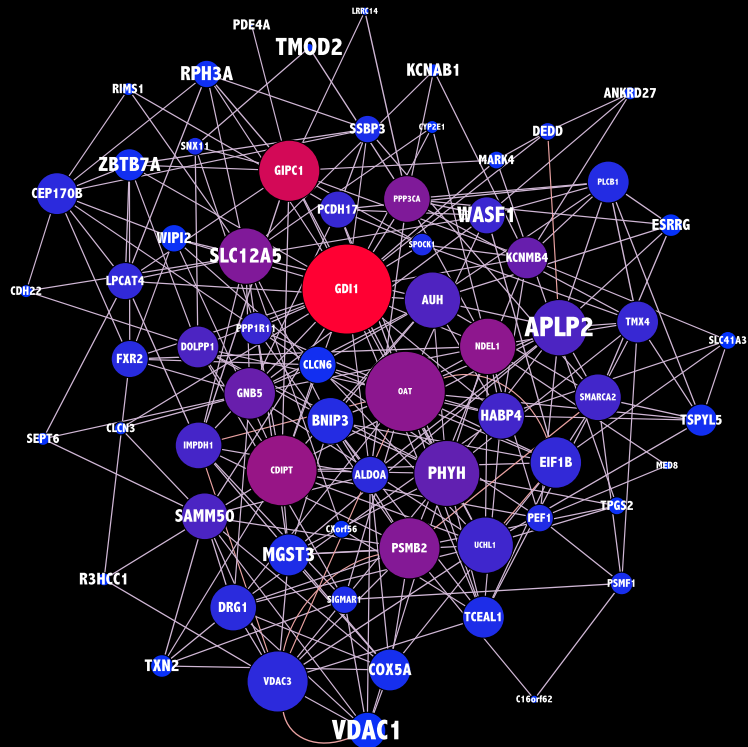 LRRC14
PDE4A
TMOD2
RPH3A
KCNAB1
RIMS1
ANKRD27
SSBP3
CYP2E1
DEDD
SNX11
ZBTB7A
GIPC1
MARK4
CEP170B
PCDH17
PPP3CA
PLCB1
WASF1
ESRRG
WIPI2
SPOCK1
SLC12A5
KCNMB4
LPCAT4
GDI1
CDH22
AUH
PPP1R11
APLP2
TMX4
SLC41A3
DOLPP1
NDEL1
FXR2
CLCN6
GNB5
OAT
SMARCA2
BNIP3
HABP4
TSPYL5
CLCN3
SEPT6
IMPDH1
CDIPT
ALDOA
PHYH
EIF1B
MED8
SAMM50
TPGS2
PEF1
CXorf56
MGST3
PSMB2
UCHL1
R3HCC1
PSMF1
SIGMAR1
DRG1
TCEAL1
TXN2
COX5A
VDAC3
C16orf62
VDAC1